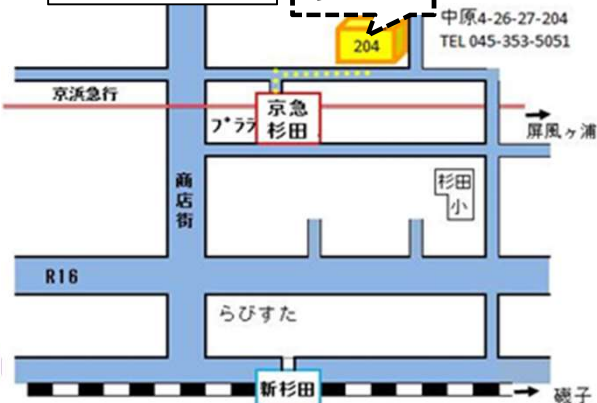 中原4-26-27-204
TEL 045-353-5051
204
京浜急行
京急
杉田
プララ
屏風ヶ浦
商
店
街
杉田
小
R16
らびすた
新杉田
磯子